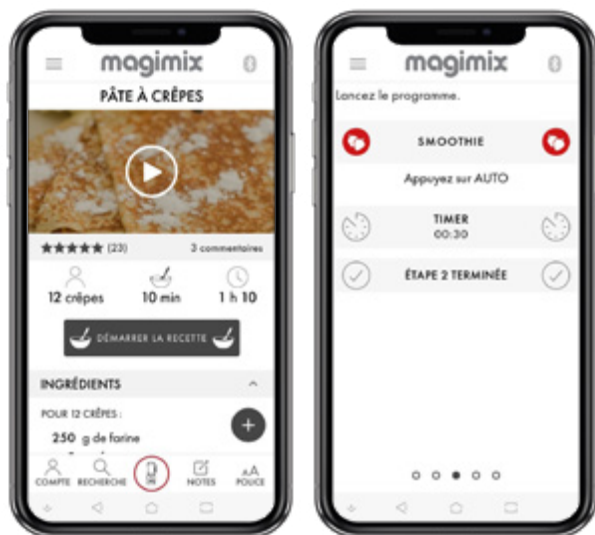 magimix
PÂTE À CRÊPES
★★★★★ (23)
3 commentaires
12 crêpes
10 min
1 h 10
DÉMARRER LA RECETTE
INGRÉDIENTS
POUR 12 CRÊPES :
250 g de farine
COMPTE
RECHERCHE
NOTES
AA
POLICE
magimix
Lancez le programme.
SMOOTHIE
Appuyez sur AUTO
TIMER
00:30
ÉTAPE 2 TERMINÉE